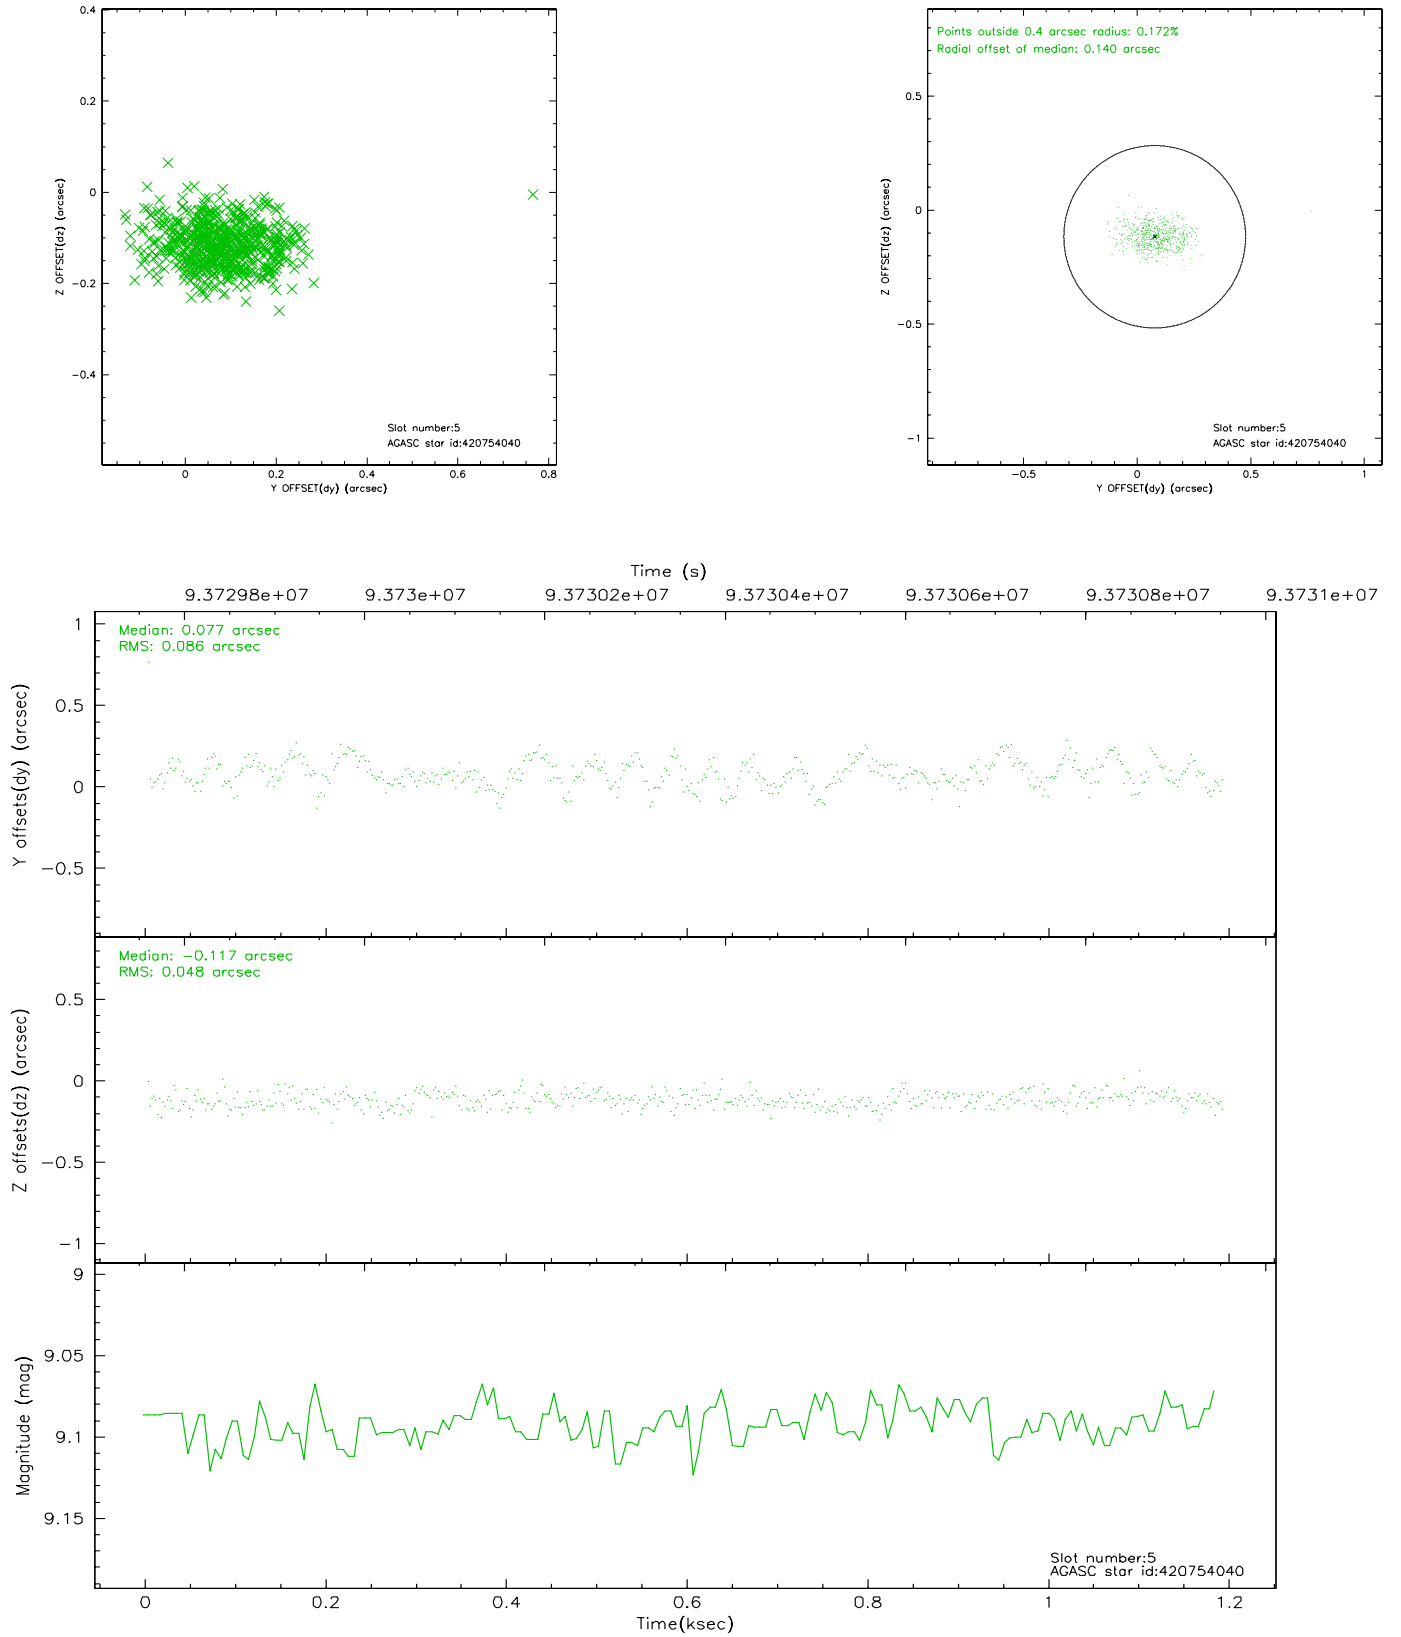 0.4
0.2
0
-0.2
-0.4
Z OFFSET(dz) (arcsec)
Slot number:5
AGASC star id:420754040
0 0.2 0.4 0.6 0.8
Y OFFSET(dy) (arcsec)
Points outside 0.4 arcsec radius: 0.172%
Radial offset of median: 0.140 arcsec
0.5
0
-0.5
-1
Z OFFSET(dz) (arcsec)
Slot number:5
AGASC star id:420754040
-0.5 0 0.5 1
Y OFFSET(dy) (arcsec)
Time (s)
9.37298e+07 9.373e+07 9.37302e+07 9.37304e+07 9.37306e+07 9.37308e+07 9.3731e+07
Median: 0.077 arcsec
RMS: 0.086 arcsec
1
0.5
0
-0.5
Y offsets(dy) (arcsec)
Median: -0.117 arcsec
RMS: 0.048 arcsec
0.5
0
-0.5
-1
Z offsets(dz) (arcsec)
9
9.05
9.1
9.15
Magnitude (mag)
Slot number:5
AGASC star id:420754040
0 0.2 0.4 0.6 0.8 1 1.2
Time(ksec)